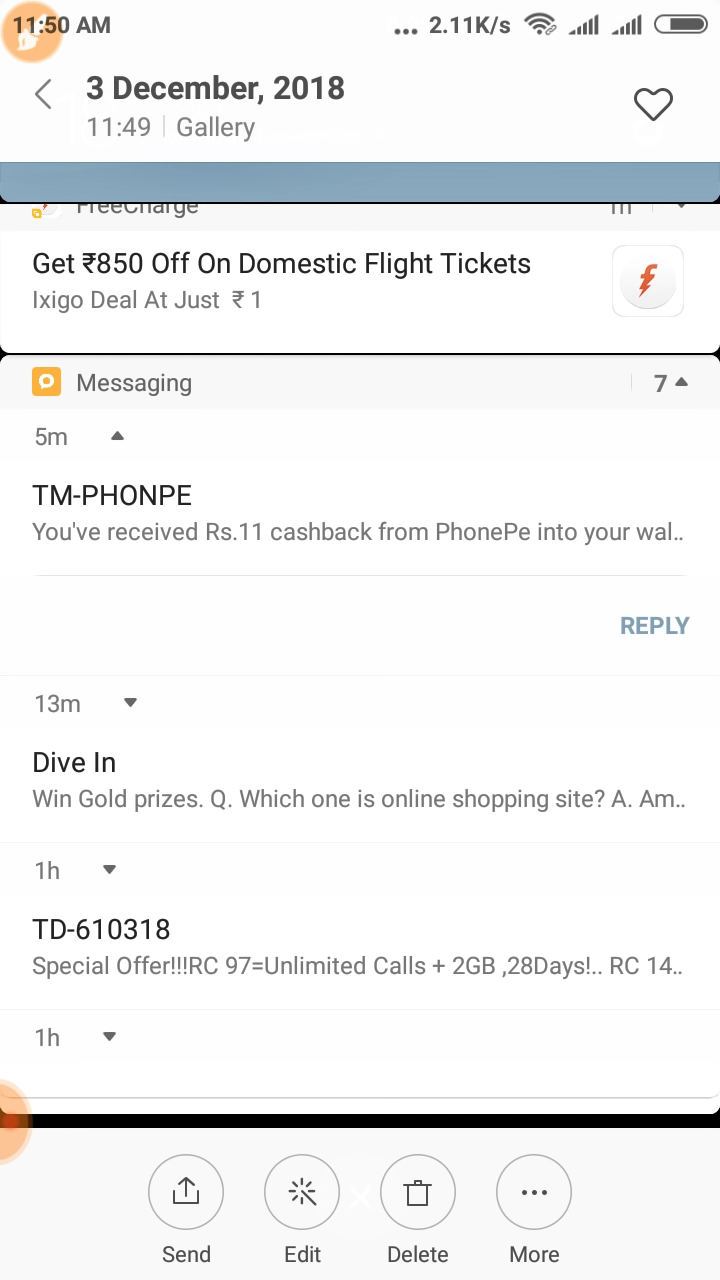 11:50 AM ... 2.11K/s
3 December, 2018
11:49 | Gallery
FreeCharge 1h
Get ₹850 Off On Domestic Flight Tickets
Ixigo Deal At Just ₹ 1
Messaging 7
5m
TM-PHONPE
You've received Rs.11 cashback from PhonePe into your wal..
REPLY
13m
Dive In
Win Gold prizes. Q. Which one is online shopping site? A. Am..
1h
TD-610318
Special Offer!!!RC 97=Unlimited Calls + 2GB ,28Days!.. RC 14..
1h
Send Edit Delete More